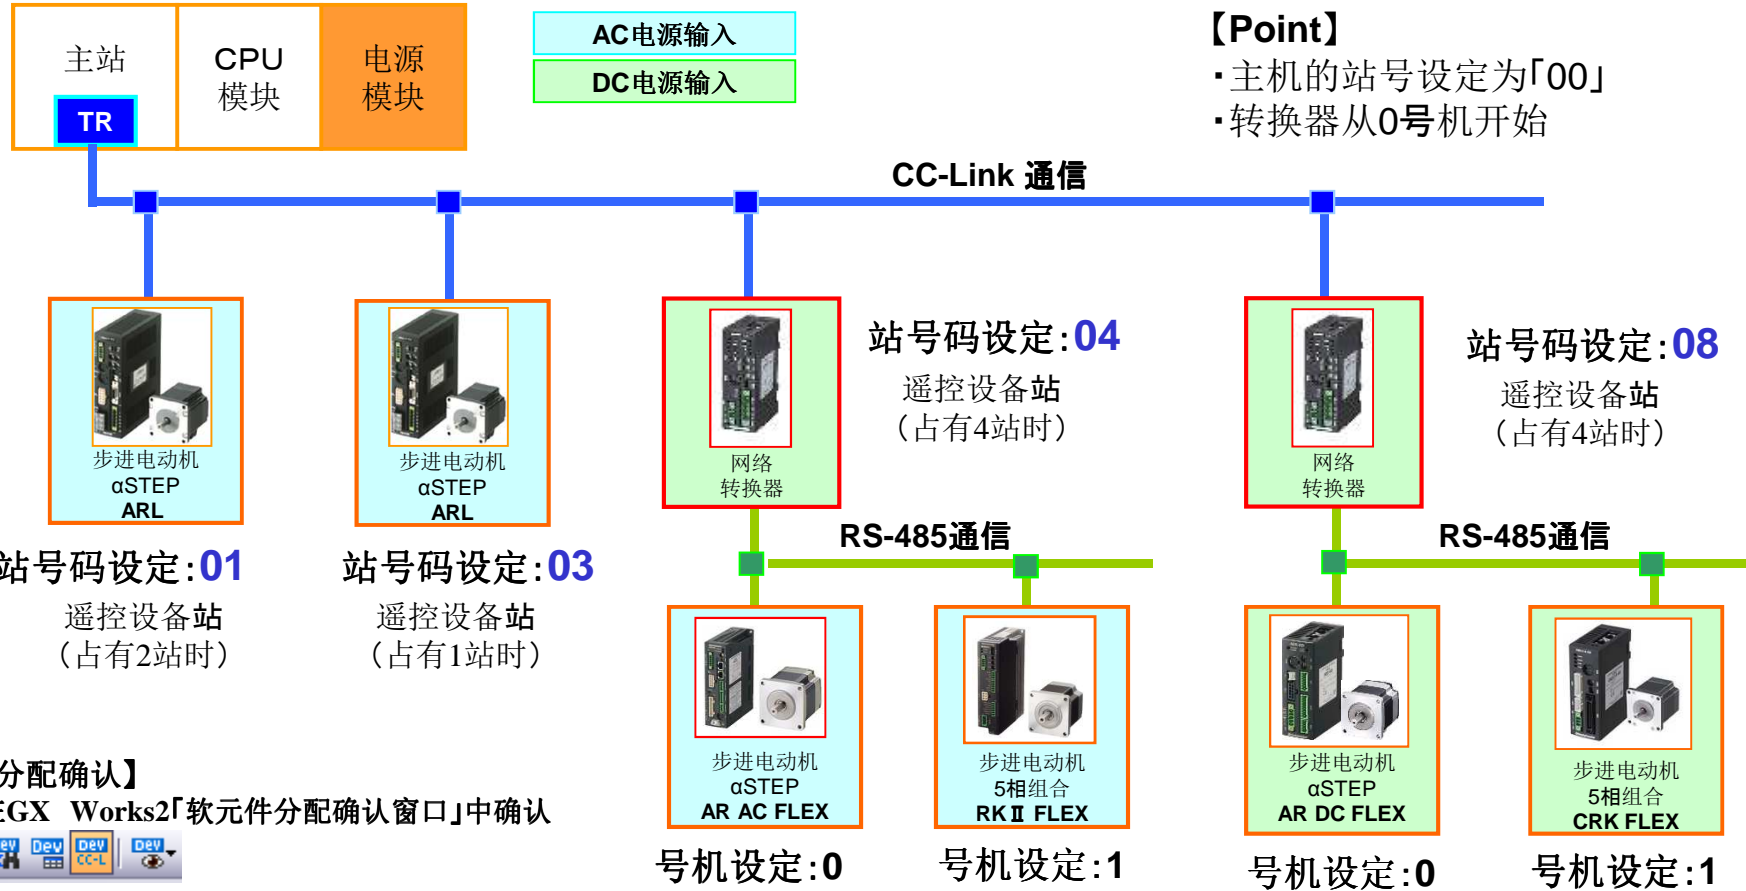 主站
TR
CPU
模块
电源
模块
AC电源输入
DC电源输入
【Point】
・主机的站号设定为「00」
・转换器从0号机开始
CC-Link 通信
步进电动机
αSTEP
ARL
站号码设定:01
遥控设备站
（占有2站时）
步进电动机
αSTEP
ARL
站号码设定:03
遥控设备站
（占有1站时）
网络
转换器
站号码设定:04
遥控设备站
（占有4站时）
网络
转换器
站号码设定:08
遥控设备站
（占有4站时）
RS-485通信
RS-485通信
步进电动机
αSTEP
AR AC FLEX
号机设定:0
步进电动机
5相组合
RKⅡ FLEX
号机设定:1
步进电动机
αSTEP
AR DC FLEX
号机设定:0
步进电动机
5相组合
CRK FLEX
号机设定:1
分配确认】
GX Works2「软元件分配确认窗口」中确认
Dev
Dev
CC-L
Dev